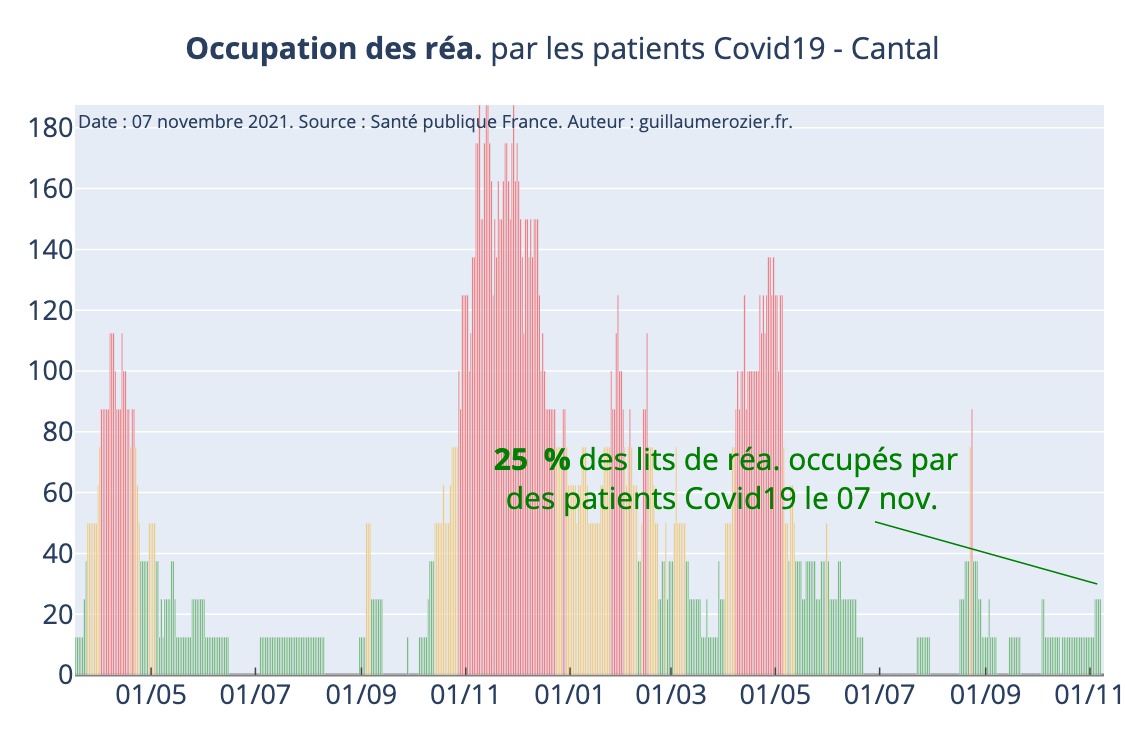 Occupation des réa. par les patients Covid19 - Cantal
Date : 07 novembre 2021. Source : Santé publique France. Auteur : guillaumerozier.fr.
180
160
140
120
100
80
60
40
20
0
25 % des lits de réa. occupés par
des patients Covid19 le 07 nov.
01/05 01/07 01/09 01/11 01/01 01/03 01/05 01/07 01/09 01/11